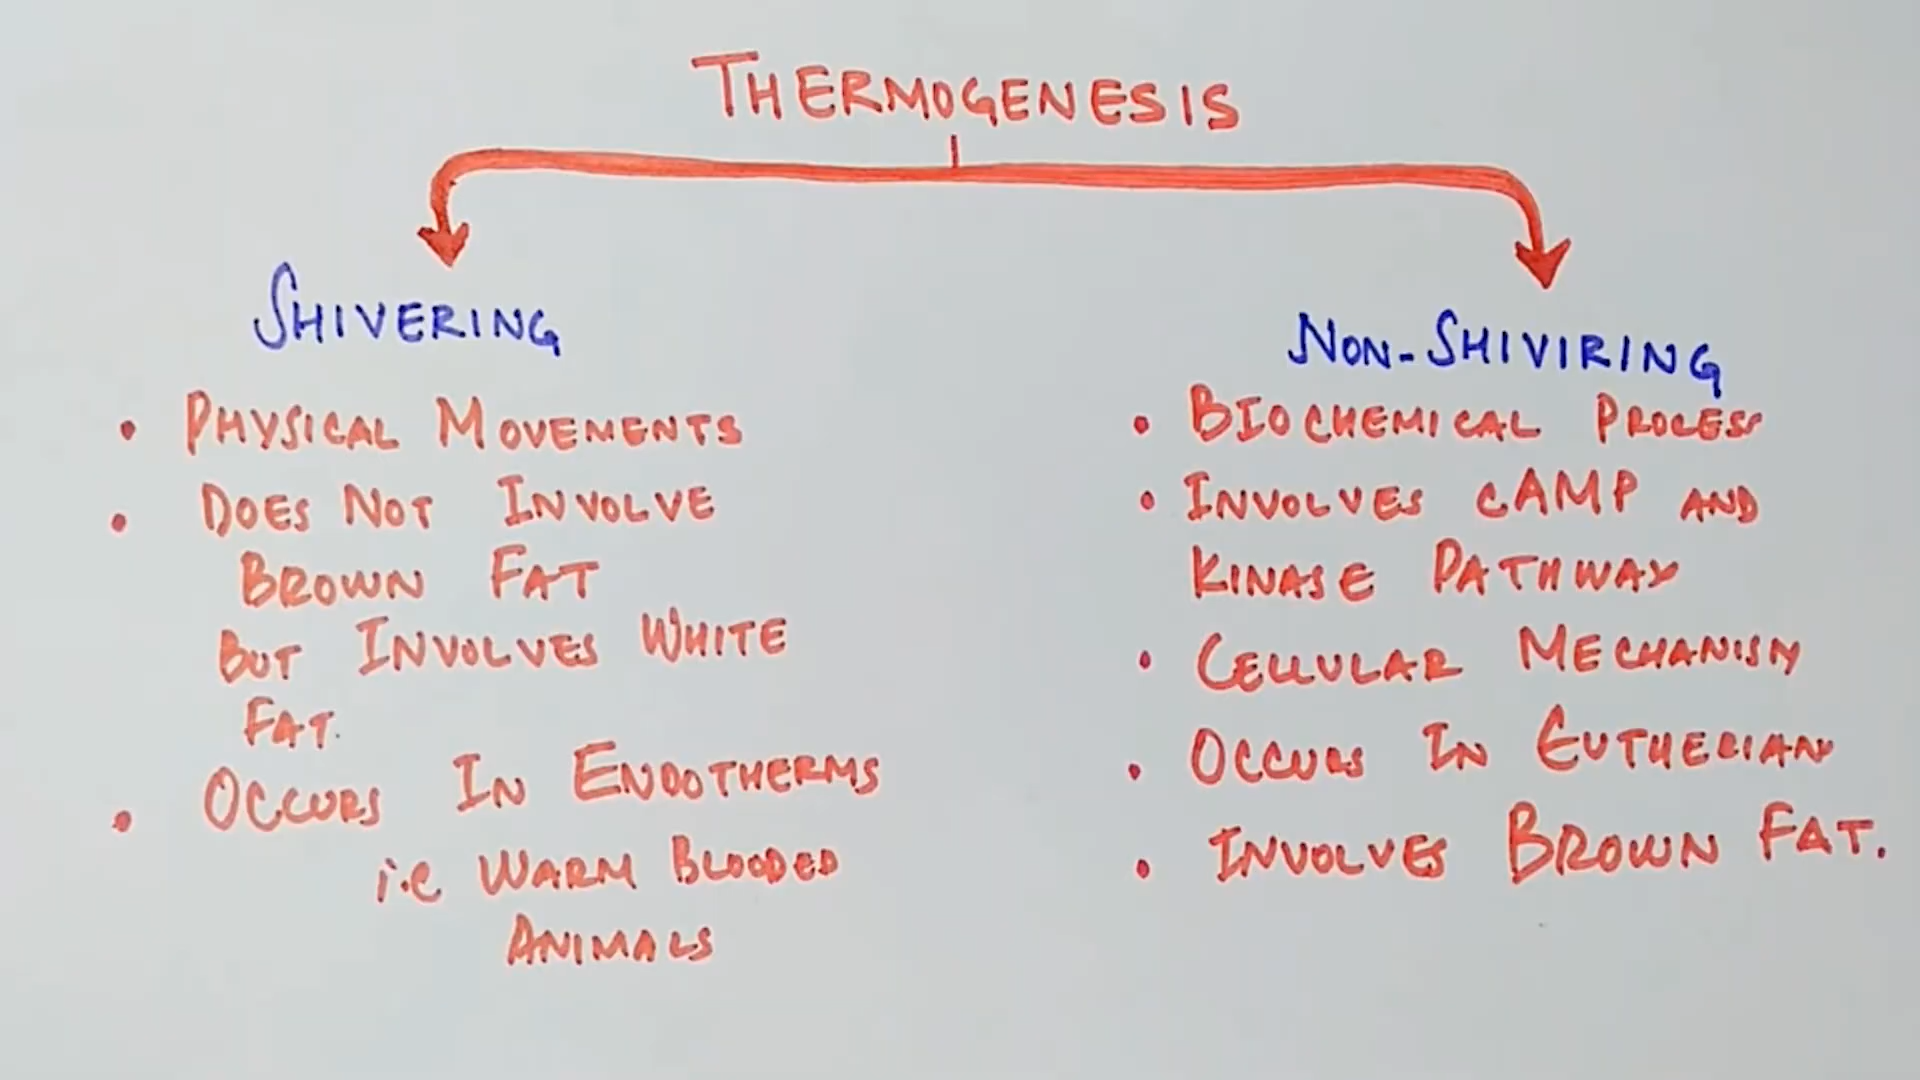 THERMOGENESIS
SHIVERING
• PHYSICAL MOVEMENTS
• DOES NOT INVOLVE
BROWN FAT
BUT INVOLVES WHITE
FAT.
• OCCURS IN ENDOTHERMS
i.e WARM BLOODED
ANIMALS
NON-SHIVIRING
• BIOCHEMICAL PROCESS
• INVOLVES cAMP AND
KINASE PATHWAY
• CELLULAR MECHANISM
• OCCURS IN EUTHERIAN
• INVOLVES BROWN FAT.